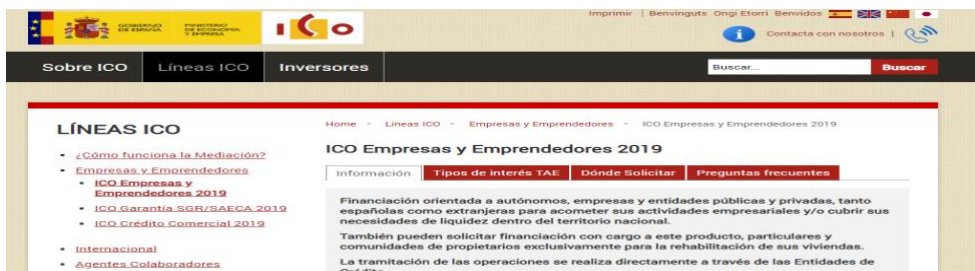 Imprimir | Benvinguts Ongi Etorri Benvidos
GOBIERNO DE ESPAÑA
MINISTERIO DE ECONOMÍA Y EMPRESA
ICO
Contacta con nosotros |
Sobre ICO Líneas ICO Inversores Buscar... Buscar
LÍNEAS ICO
• ¿Cómo funciona la Mediación?
• Empresas y Emprendedores
• ICO Empresas y
Emprendedores 2019
• ICO Garantía SGR/SAECA 2019
• ICO Crédito Comercial 2019
• Internacional
• Agentes Colaboradores
Home - Líneas ICO - Empresas y Emprendedores - ICO Empresas y Emprendedores 2019
ICO Empresas y Emprendedores 2019
Información Tipos de interés TAE Dónde Solicitar Preguntas frecuentes
Financiación orientada a autónomos, empresas y entidades públicas y privadas, tanto
españolas como extranjeras para acometer sus actividades empresariales y/o cubrir sus
necesidades de liquidez dentro del territorio nacional.
También pueden solicitar financiación con cargo a este producto, particulares y
comunidades de propietarios exclusivamente para la rehabilitación de sus viviendas.
La tramitación de las operaciones se realiza directamente a través de las Entidades de
Crédito